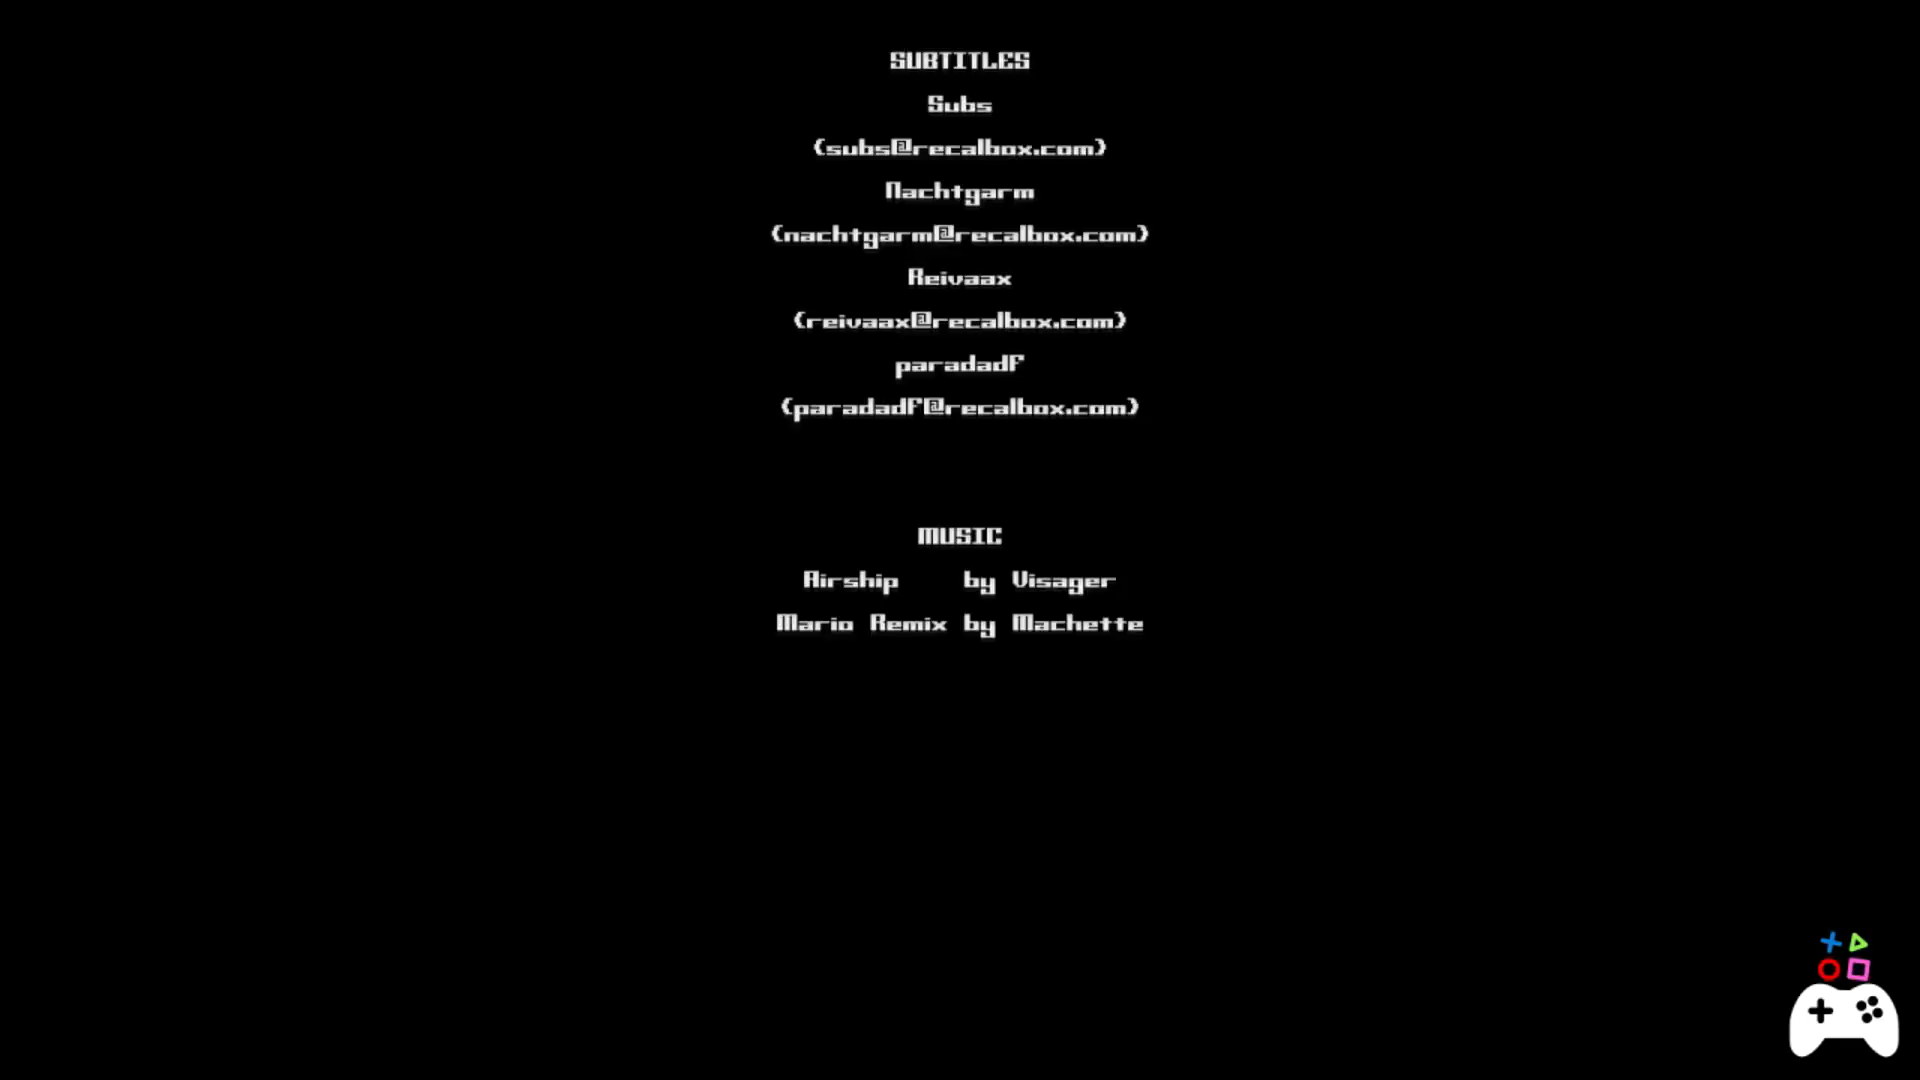 SUBTITLES
Subs
(subs@recalbox.com)
Nachtgarm
(nachtgarm@recalbox.com)
Reivaax
(reivaax@recalbox.com)
paradadf
(paradadf@recalbox.com)
MUSIC
Airship by Visager
Mario Remix by Machette